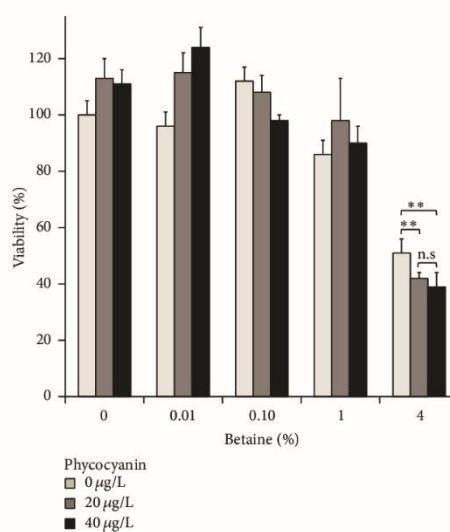 120
100
80
60
40
20
0
Viability (%)
**
**
n.s
0 0.01 0.10 1 4
Betaine (%)
Phycocyanin
0 μg/L
20 μg/L
40 μg/L